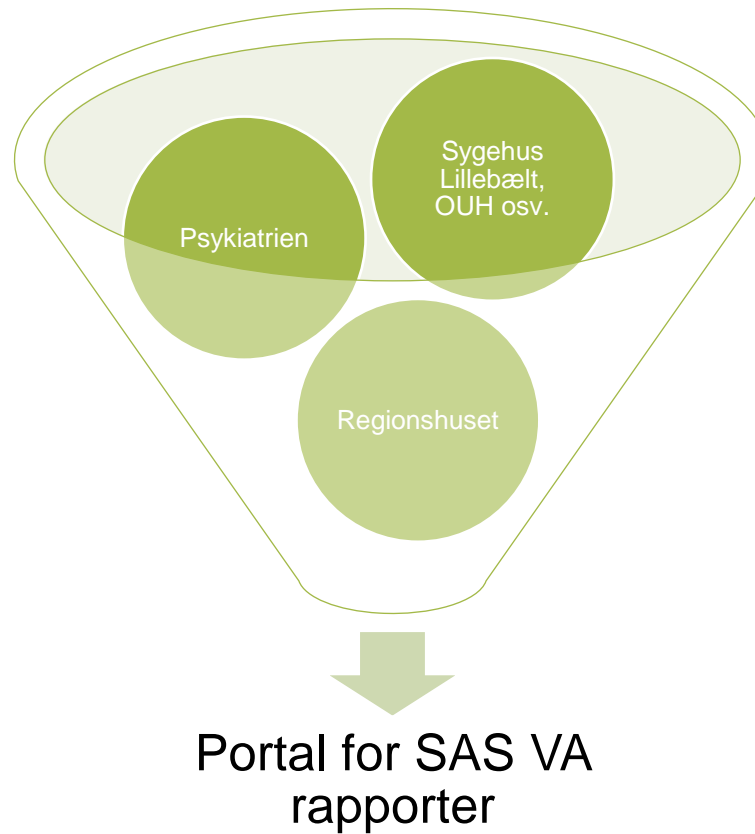 Sygehus
Lillebælt,
OUH osv.
Psykiatrien
Regionshuset
Portal for SAS VA
rapporter